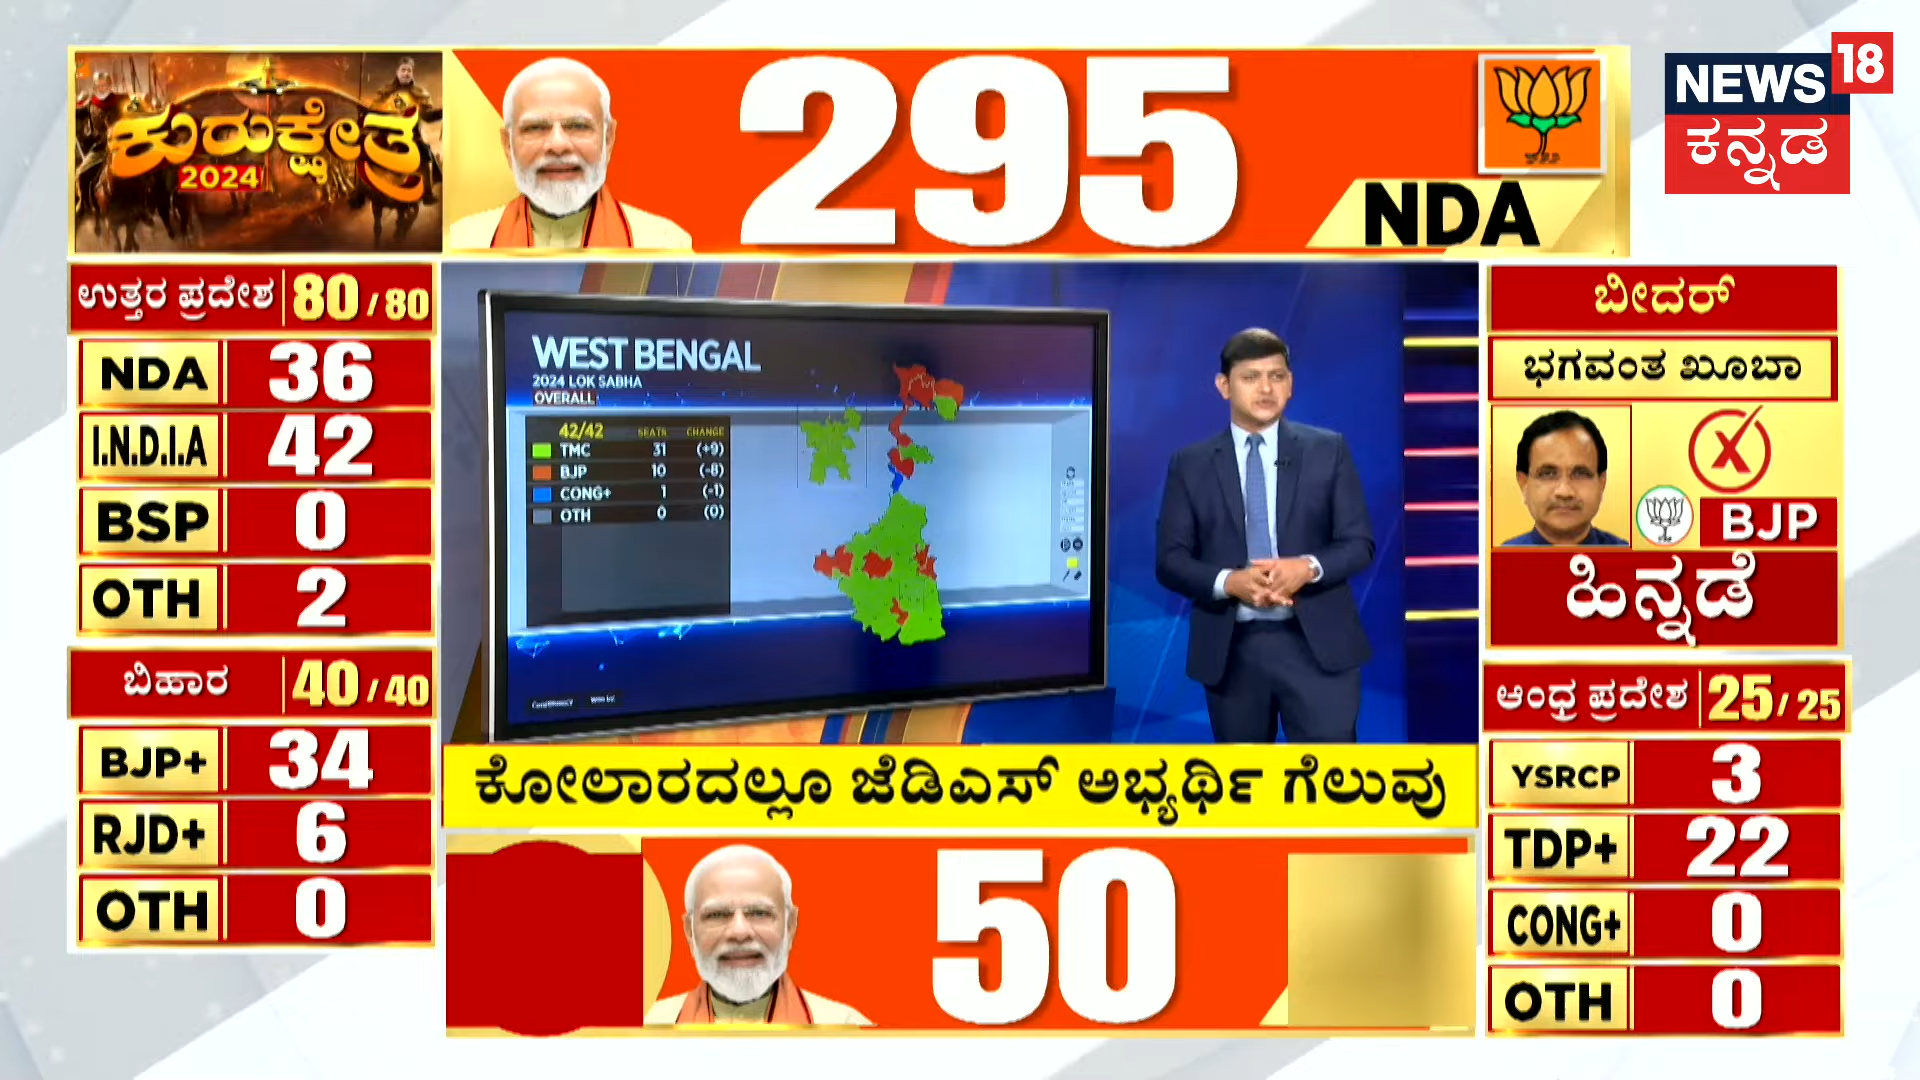 ಕುರುಕ್ಷೇತ್ರ
2024
295
NDA
NEWS 18
ಕನ್ನಡ
ಉತ್ತರ ಪ್ರದೇಶ 80/80
NDA 36
I.N.D.I.A 42
BSP 0
OTH 2
ಬಿಹಾರ 40/40
BJP+ 34
RJD+ 6
OTH 0
WEST BENGAL
2024 LOK SABHA
OVERALL
42/42 SEATS CHANGE
TMC 31 (+9)
BJP 10 (-8)
CONG+ 1 (-1)
OTH 0 (0)
ಕೋಲಾರದಲ್ಲೂ ಜೆಡಿಎಸ್ ಅಭ್ಯರ್ಥಿ ಗೆಲುವು
50
ಬೀದರ್
ಭಗವಂತ ಖೂಬಾ
BJP
ಹಿನ್ನಡೆ
ಆಂಧ್ರ ಪ್ರದೇಶ 25/25
YSRCP 3
TDP+ 22
CONG+ 0
OTH 0